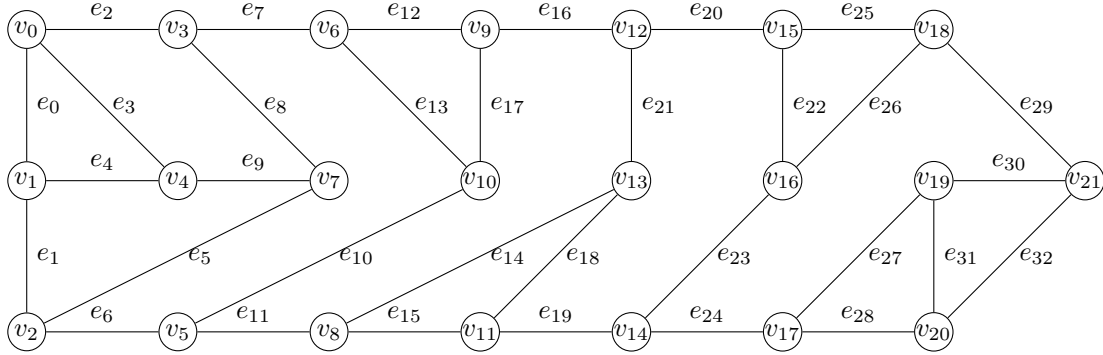 e2 e7 e12 e16 e20 e25
v0 v3 v6 v9 v12 v15 v18
e0 e3 e8 e13 e17 e21 e22 e26 e29
e4 e9 e30
v1 v4 v7 v10 v13 v16 v19 v21
e1 e5 e10 e14 e18 e23 e27 e31 e32
e6 e11 e15 e19 e24 e28
v2 v5 v8 v11 v14 v17 v20